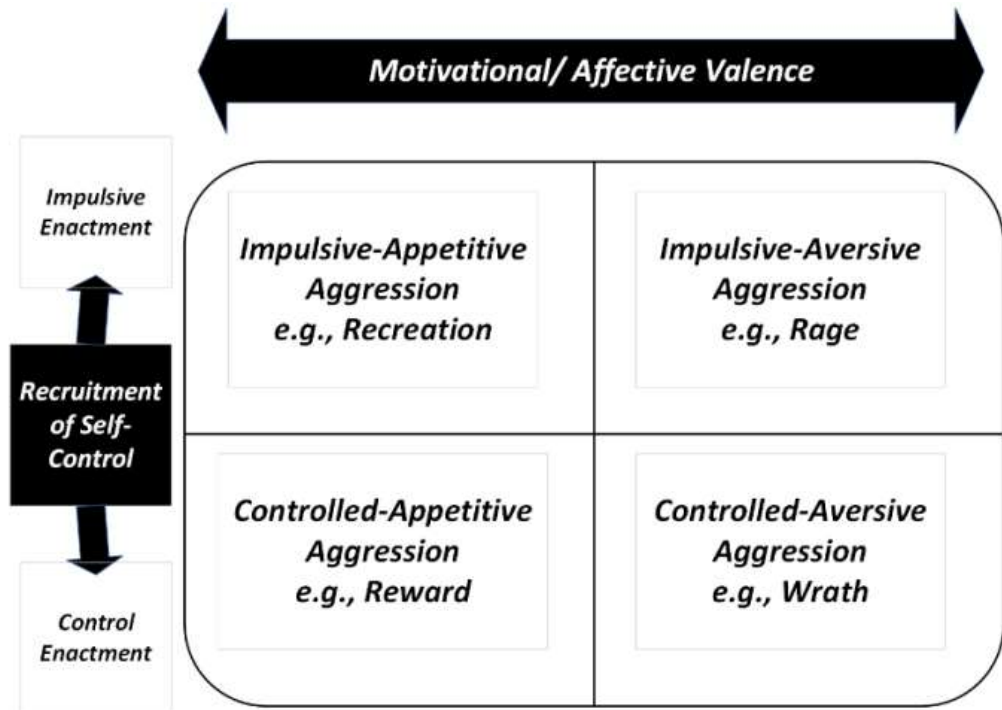 Motivational/ Affective Valence
Impulsive
Enactment
Impulsive-Appetitive
Aggression
e.g., Recreation
Impulsive-Aversive
Aggression
e.g., Rage
Recruitment
of Self-
Control
Controlled-Appetitive
Aggression
e.g., Reward
Controlled-Aversive
Aggression
e.g., Wrath
Control
Enactment